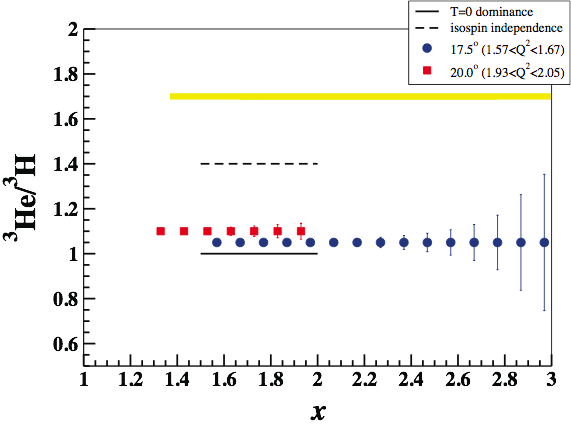 T=0 dominance
isospin independence
17.5° (1.57<Q²<1.67)
20.0° (1.93<Q²<2.05)
2
1.8
1.6
1.4
1.2
1
0.8
0.6
³He/³H
1 1.2 1.4 1.6 1.8 2 2.2 2.4 2.6 2.8 3
x